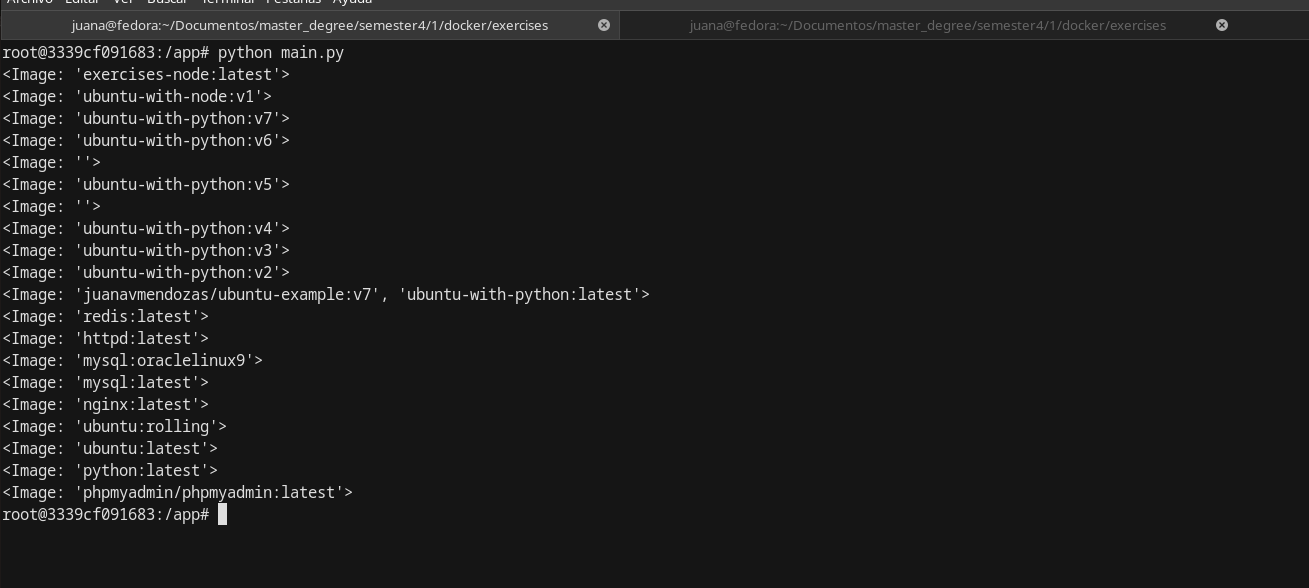 Archivo Editar Ver Buscar Terminal Pestañas Ayuda
juana@fedora:~/Documentos/master_degree/semester4/1/docker/exercises
juana@fedora:~/Documentos/master_degree/semester4/1/docker/exercises
root@3339cf091683:/app# python main.py
<Image: 'exercises-node:latest'>
<Image: 'ubuntu-with-node:v1'>
<Image: 'ubuntu-with-python:v7'>
<Image: 'ubuntu-with-python:v6'>
<Image: ''>
<Image: 'ubuntu-with-python:v5'>
<Image: ''>
<Image: 'ubuntu-with-python:v4'>
<Image: 'ubuntu-with-python:v3'>
<Image: 'ubuntu-with-python:v2'>
<Image: 'juanavmendozas/ubuntu-example:v7', 'ubuntu-with-python:latest'>
<Image: 'redis:latest'>
<Image: 'httpd:latest'>
<Image: 'mysql:oraclelinux9'>
<Image: 'mysql:latest'>
<Image: 'nginx:latest'>
<Image: 'ubuntu:rolling'>
<Image: 'ubuntu:latest'>
<Image: 'python:latest'>
<Image: 'phpmyadmin/phpmyadmin:latest'>
root@3339cf091683:/app#